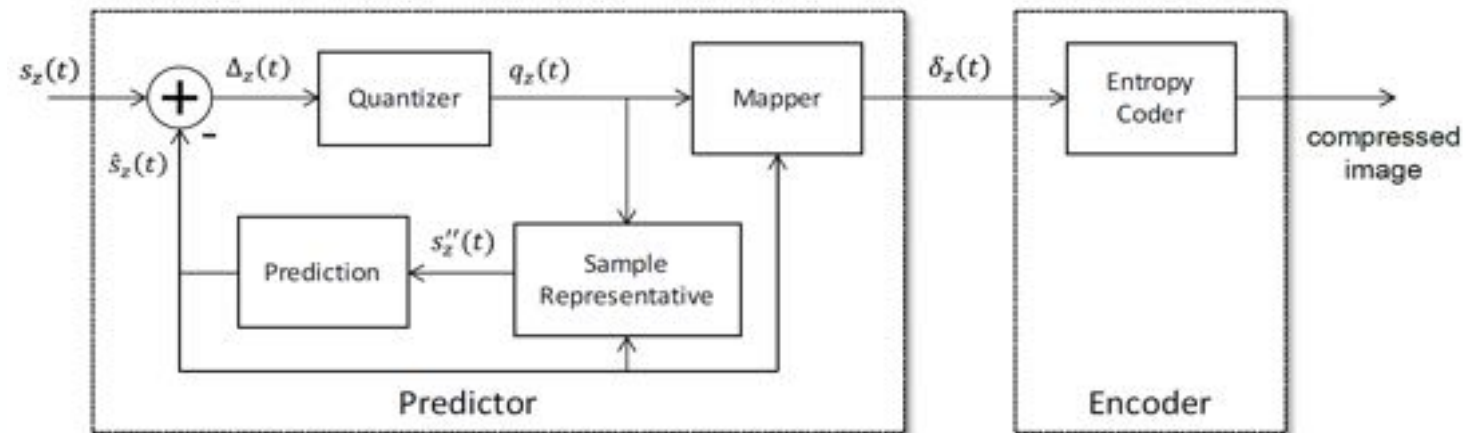 s_z(t)
Δ_z(t)
Quantizer
q_z(t)
Mapper
δ_z(t)
Entropy
Coder
compressed
image
+
-
ŝ_z(t)
Prediction
s''_z(t)
Sample
Representative
Predictor
Encoder